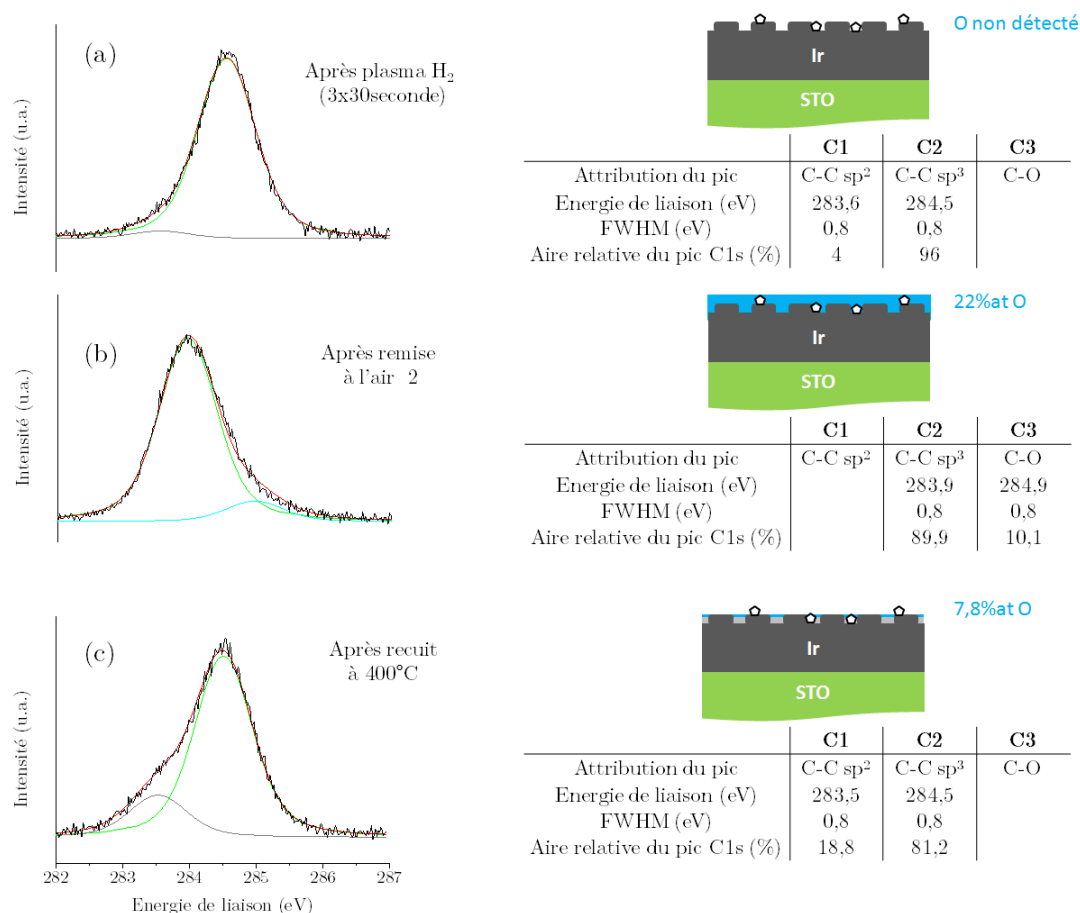 (a)
Après plasma H₂
(3x30seconde)
Intensité (u.a.)
O non détecté
Ir
STO
C1 C2 C3
Attribution du pic C-C sp² C-C sp³ C-O
Energie de liaison (eV) 283,6 284,5
FWHM (eV) 0,8 0,8
Aire relative du pic C1s (%) 4 96
(b)
Après remise
à l'air 2
Intensité (u.a.)
22%at O
Ir
STO
C1 C2 C3
Attribution du pic C-C sp² C-C sp³ C-O
Energie de liaison (eV) 283,9 284,9
FWHM (eV) 0,8 0,8
Aire relative du pic C1s (%) 89,9 10,1
(c)
Après recuit
à 400°C
Intensité (u.a.)
282 283 284 285 286 287
Energie de liaison (eV)
7,8%at O
Ir
STO
C1 C2 C3
Attribution du pic C-C sp² C-C sp³ C-O
Energie de liaison (eV) 283,5 284,5
FWHM (eV) 0,8 0,8
Aire relative du pic C1s (%) 18,8 81,2